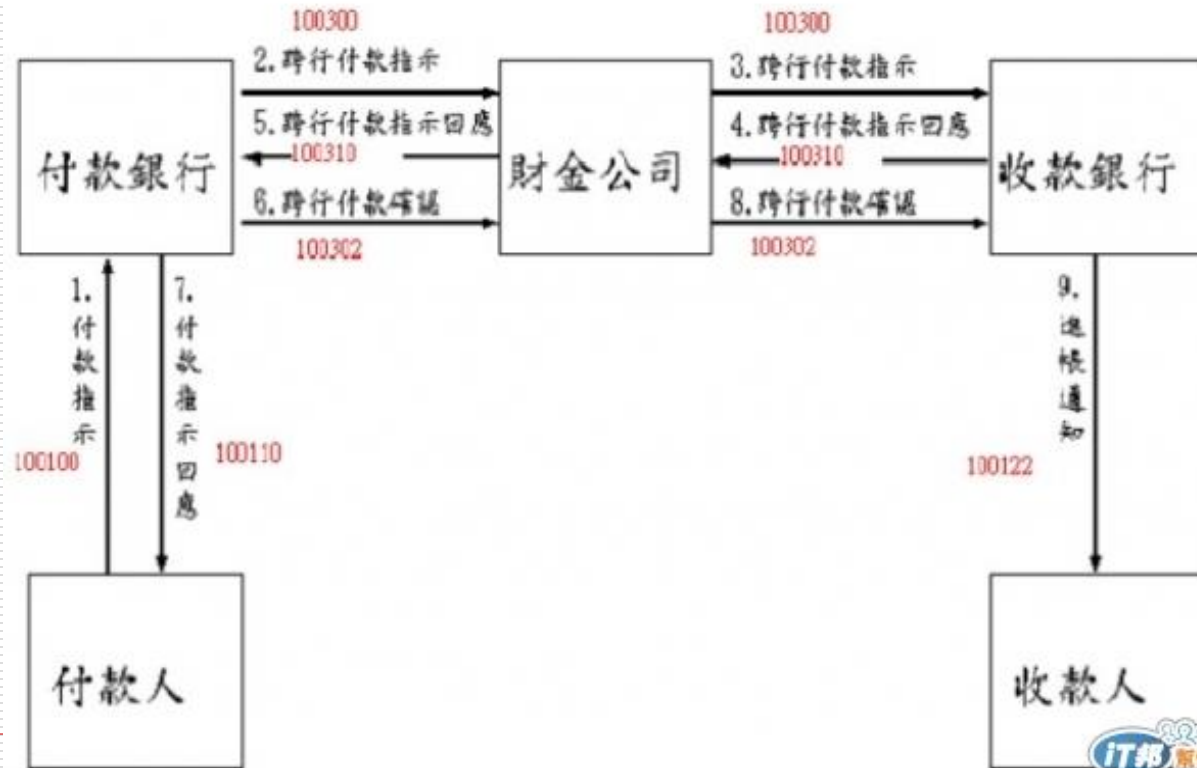 100300
100300
2.跨行付款指示
3.跨行付款指示
5.跨行付款指示回應
4.跨行付款指示回應
100310
100310
付款銀行
財金公司
收款銀行
6.跨行付款確認
8.跨行付款確認
100302
100302
1.付款指示
7.付款指示回應
9.進帳通知
100100
100110
100122
付款人
收款人
iT邦幫